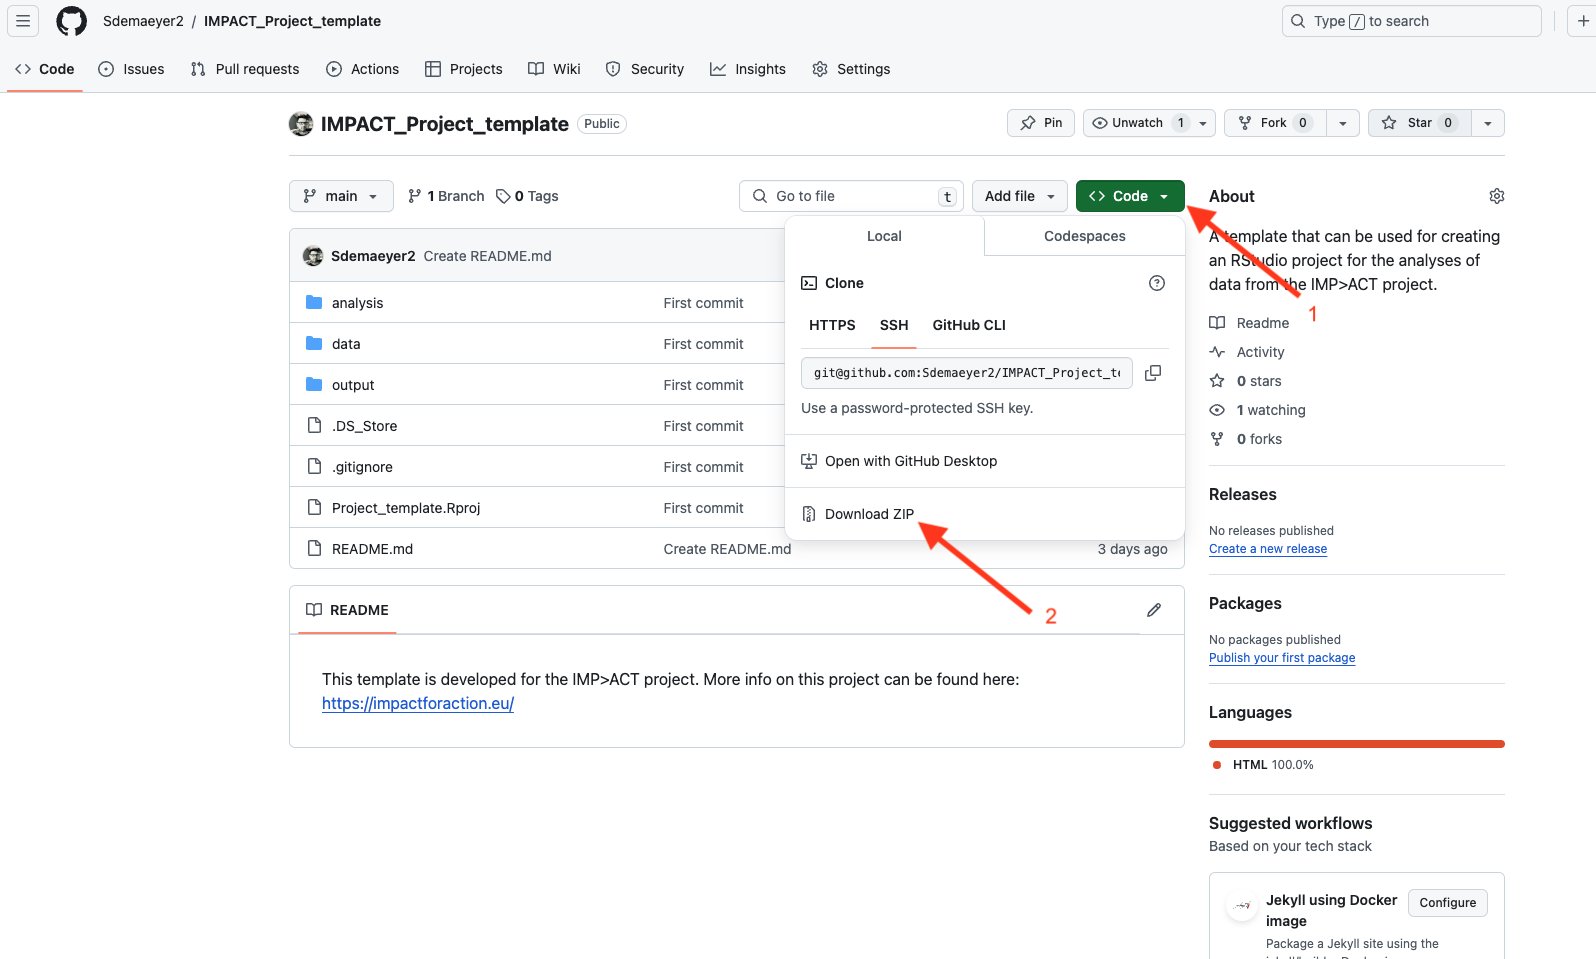 Sdemaeyer2 / IMPACT_Project_template
Type / to search
Code
Issues
Pull requests
Actions
Projects
Wiki
Security
Insights
Settings
IMPACT_Project_template Public
Pin
Unwatch 1
Fork 0
Star 0
main
1 Branch
0 Tags
Go to file t
Add file
Code
Local
Codespaces
Clone
HTTPS
SSH
GitHub CLI
git@github.com:Sdemaeyer2/IMPACT_Project_te
Use a password-protected SSH key.
Open with GitHub Desktop
Download ZIP
1
2
Sdemaeyer2 Create README.md
analysis First commit
data First commit
output First commit
.DS_Store First commit
.gitignore First commit
Project_template.Rproj First commit
README.md Create README.md 3 days ago
README
This template is developed for the IMP>ACT project. More info on this project can be found here:
https://impactforaction.eu/
About
A template that can be used for creating
an RStudio project for the analyses of
data from the IMP>ACT project.
Readme
Activity
0 stars
1 watching
0 forks
Releases
No releases published
Create a new release
Packages
No packages published
Publish your first package
Languages
HTML 100.0%
Suggested workflows
Based on your tech stack
Jekyll using Docker
image
Configure
Package a Jekyll site using the